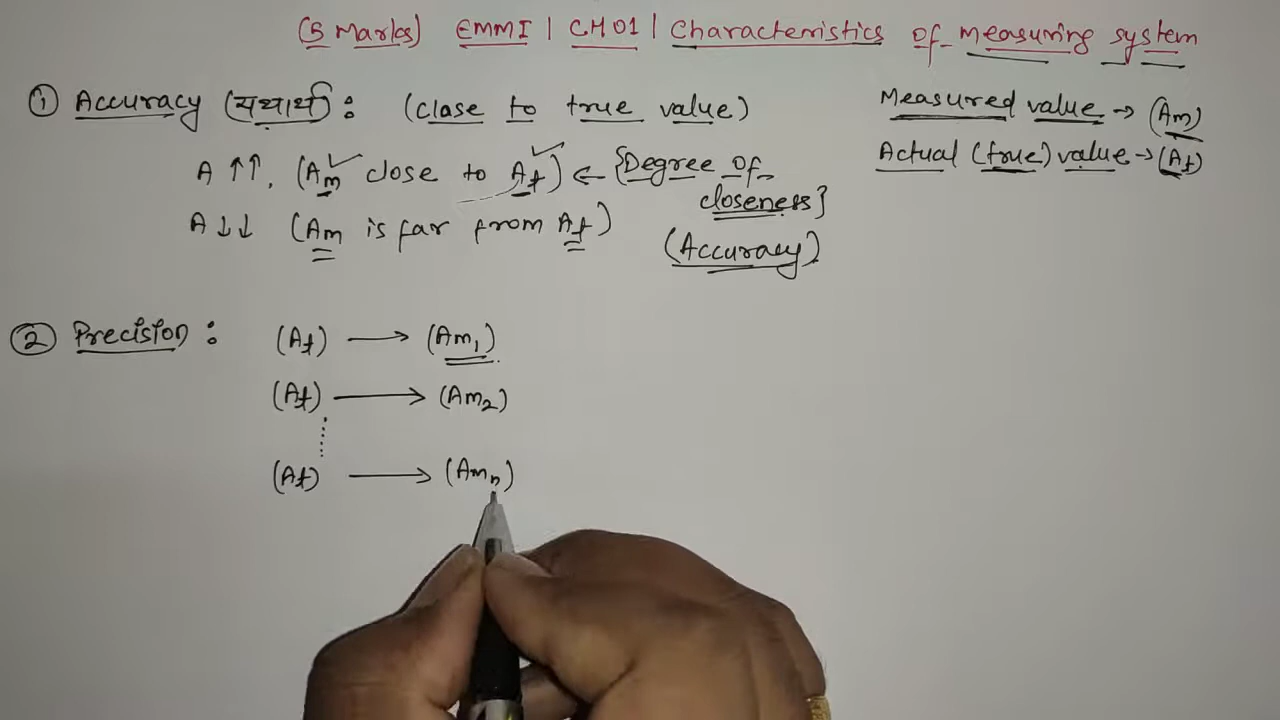 (5 Marks) EMMI | CH01 | Characteristics of measuring system
① Accuracy (यथार्थ) : (close to true value)
Measured value → (Am)
Actual (true) value → (At)
A ↑↑, (Am close to At) ← {Degree of closeness}
A ↓↓ (Am is far from At) (Accuracy)
② Precision : (At) → (Am1)
(At) → (Am2)
(At) → (Amn)